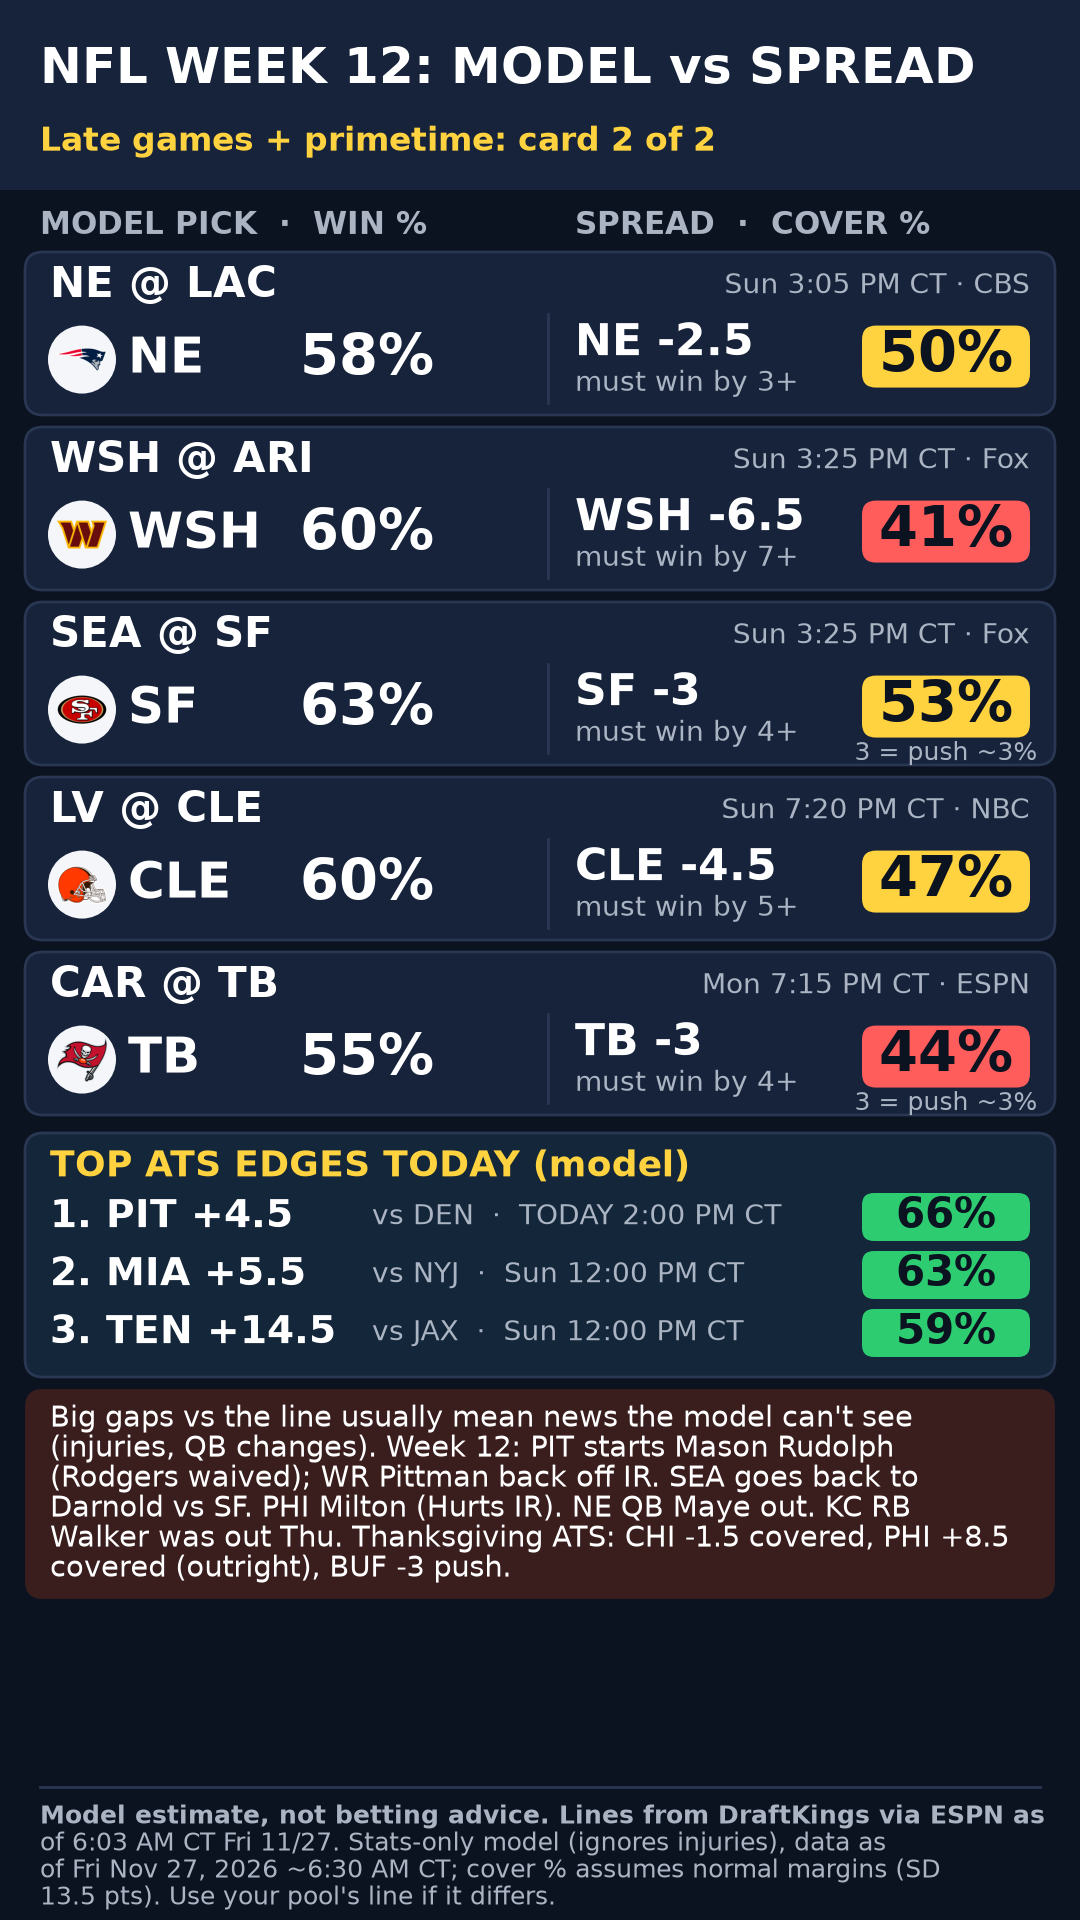 NFL WEEK 12: MODEL vs SPREAD
Late games + primetime: card 2 of 2
MODEL PICK · WIN % SPREAD · COVER %
NE @ LAC Sun 3:05 PM CT · CBS
NE 58% NE -2.5 50%
must win by 3+
WSH @ ARI Sun 3:25 PM CT · Fox
W WSH 60% WSH -6.5 41%
must win by 7+
SEA @ SF Sun 3:25 PM CT · Fox
SF SF 63% SF -3 53%
must win by 4+
3 = push ~3%
LV @ CLE Sun 7:20 PM CT · NBC
CLE 60% CLE -4.5 47%
must win by 5+
CAR @ TB Mon 7:15 PM CT · ESPN
TB 55% TB -3 44%
must win by 4+
3 = push ~3%
TOP ATS EDGES TODAY (model)
1. PIT +4.5 vs DEN · TODAY 2:00 PM CT 66%
2. MIA +5.5 vs NYJ · Sun 12:00 PM CT 63%
3. TEN +14.5 vs JAX · Sun 12:00 PM CT 59%
Big gaps vs the line usually mean news the model can't see
(injuries, QB changes). Week 12: PIT starts Mason Rudolph
(Rodgers waived); WR Pittman back off IR. SEA goes back to
Darnold vs SF. PHI Milton (Hurts IR). NE QB Maye out. KC RB
Walker was out Thu. Thanksgiving ATS: CHI -1.5 covered, PHI +8.5
covered (outright), BUF -3 push.
Model estimate, not betting advice. Lines from DraftKings via ESPN as
of 6:03 AM CT Fri 11/27. Stats-only model (ignores injuries), data as
of Fri Nov 27, 2026 ~6:30 AM CT; cover % assumes normal margins (SD
13.5 pts). Use your pool's line if it differs.